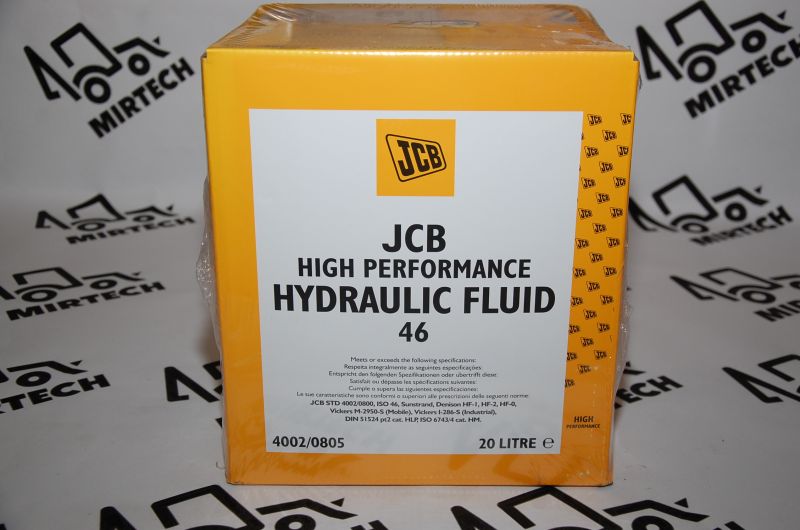 JCB
JCB
HIGH PERFORMANCE
HYDRAULIC FLUID
46
Meets or exceeds the following specifications:
Respeita integralmente as seguintes especificações:
Entspricht den folgenden Spezifikationen oder übertrifft diese:
Satisfait ou dépasse les spécifications suivantes:
Cumple o supera las siguientes especificaciones:
Le sue caratteristiche sono conformi o superiori alle prescrizioni delle seguenti norme:
JCB STD 4002/0800, ISO 46, Sunstrand, Denison HF-1, HF-2, HF-0,
Vickers M-2950-S (Mobile), Vickers I-286-S (Industrial),
DIN 51524 pt2 cat. HLP, ISO 6743/4 cat. HM.
4002/0805
20 LITRE ℮
HIGH
PERFORMANCE
MIRTECH
MIRTECH
MIRTECH
MIRTECH
MIRTECH
MIRTECH
MIRTECH